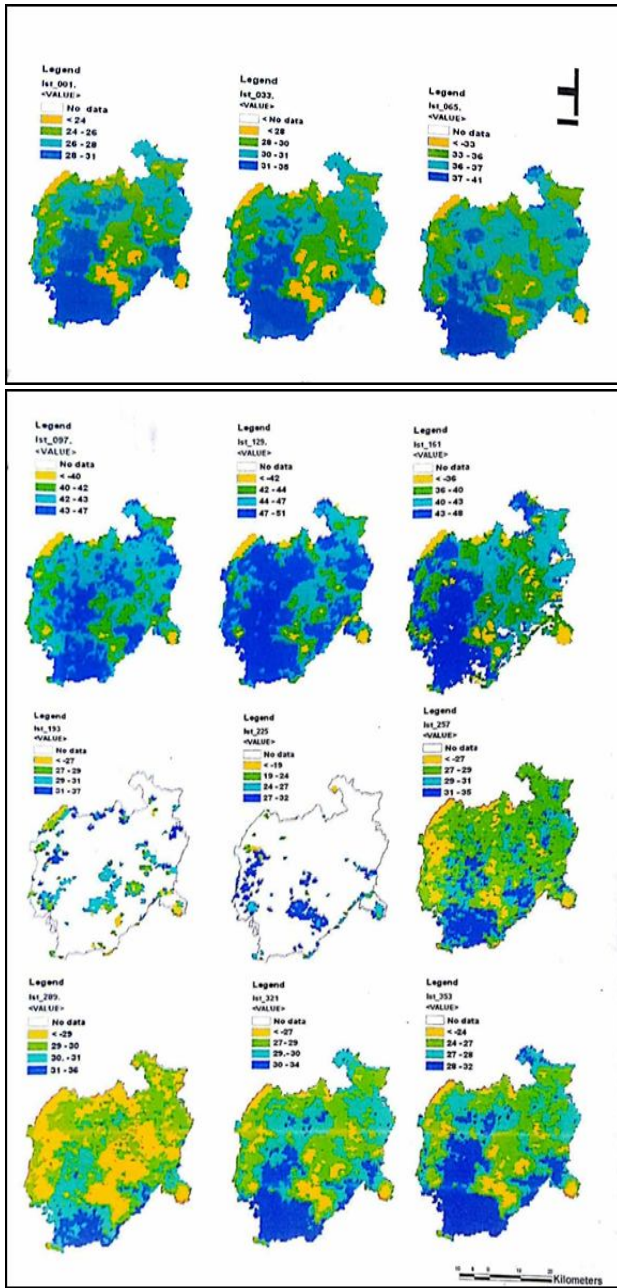 Legend
lst_001.
<VALUE>
No data
< 24
24 - 26
26 - 28
28 - 31
Legend
lst_033.
<VALUE>
< No data
< 28
28 - 30
30 - 31
31 - 35
Legend
lst_065.
<VALUE>
No data
< -33
33 - 36
36 - 37
37 - 41
Legend
lst_097.
<VALUE>
No data
< -40
40 - 42
42 - 43
43 - 47
Legend
lst_129.
<VALUE>
No data
< -42
42 - 44
44 - 47
47 - 51
Legend
lst_161
<VALUE>
No data
< -36
36 - 40
40 - 43
43 - 48
Legend
lst_193
<VALUE>
No data
< -27
27 - 29
29 - 31
31 - 37
Legend
lst_225
<VALUE>
No data
< -19
19 - 24
24 - 27
27 - 32
Legend
lst_257
<VALUE>
No data
< -27
27 - 29
29 - 31
31 - 35
Legend
lst_289.
<VALUE>
No data
< -29
29 - 30
30. - 31
31 - 36
Legend
lst_321
<VALUE>
No data
< -27
27 - 29
29. - 30
30 - 34
Legend
lst_353
<VALUE>
No data
< -24
24 - 27
27 - 28
28 - 32
Kilometers